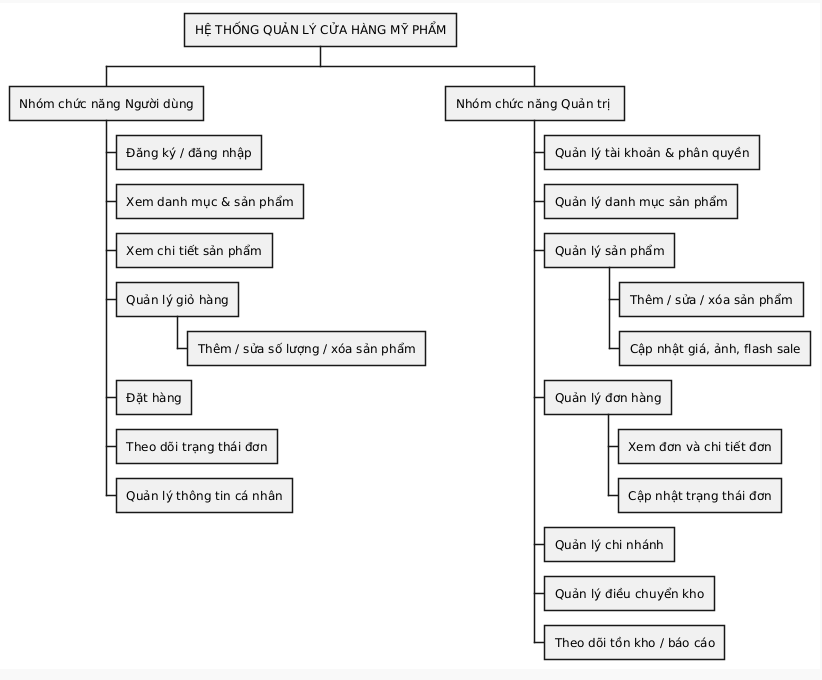 HỆ THỐNG QUẢN LÝ CỬA HÀNG MỸ PHẨM
Nhóm chức năng Người dùng
Đăng ký / đăng nhập
Xem danh mục & sản phẩm
Xem chi tiết sản phẩm
Quản lý giỏ hàng
Thêm / sửa số lượng / xóa sản phẩm
Đặt hàng
Theo dõi trạng thái đơn
Quản lý thông tin cá nhân
Nhóm chức năng Quản trị
Quản lý tài khoản & phân quyền
Quản lý danh mục sản phẩm
Quản lý sản phẩm
Thêm / sửa / xóa sản phẩm
Cập nhật giá, ảnh, flash sale
Quản lý đơn hàng
Xem đơn và chi tiết đơn
Cập nhật trạng thái đơn
Quản lý chi nhánh
Quản lý điều chuyển kho
Theo dõi tồn kho / báo cáo